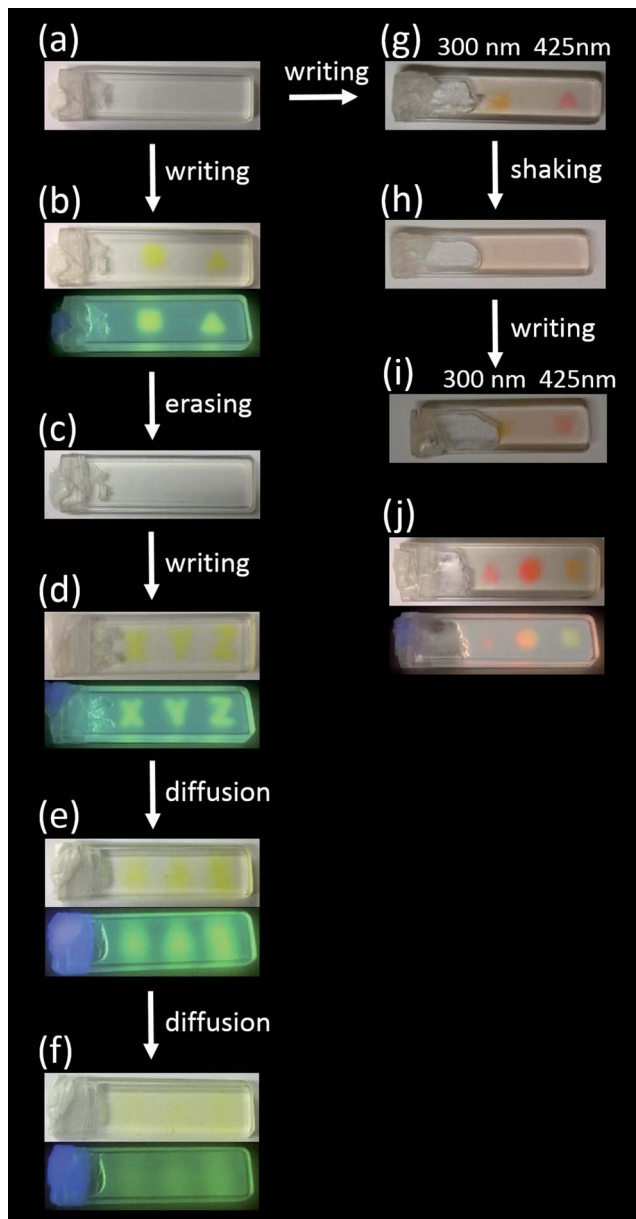 (a)
writing
(b)
erasing
(c)
writing
(d)
X Y Z
X Y Z
diffusion
(e)
diffusion
(f)
writing
(g)
300 nm 425nm
shaking
(h)
writing
(i)
300 nm 425nm
(j)